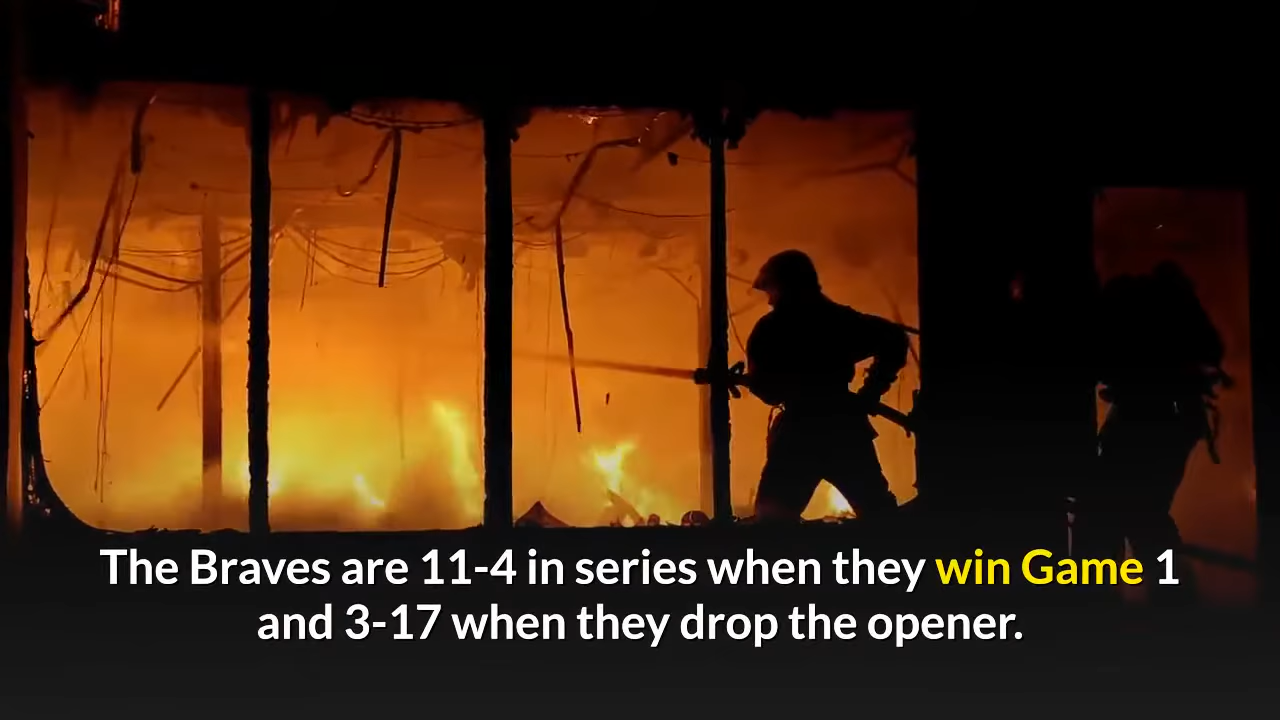 The Braves are 11-4 in series when they win Game 1
and 3-17 when they drop the opener.